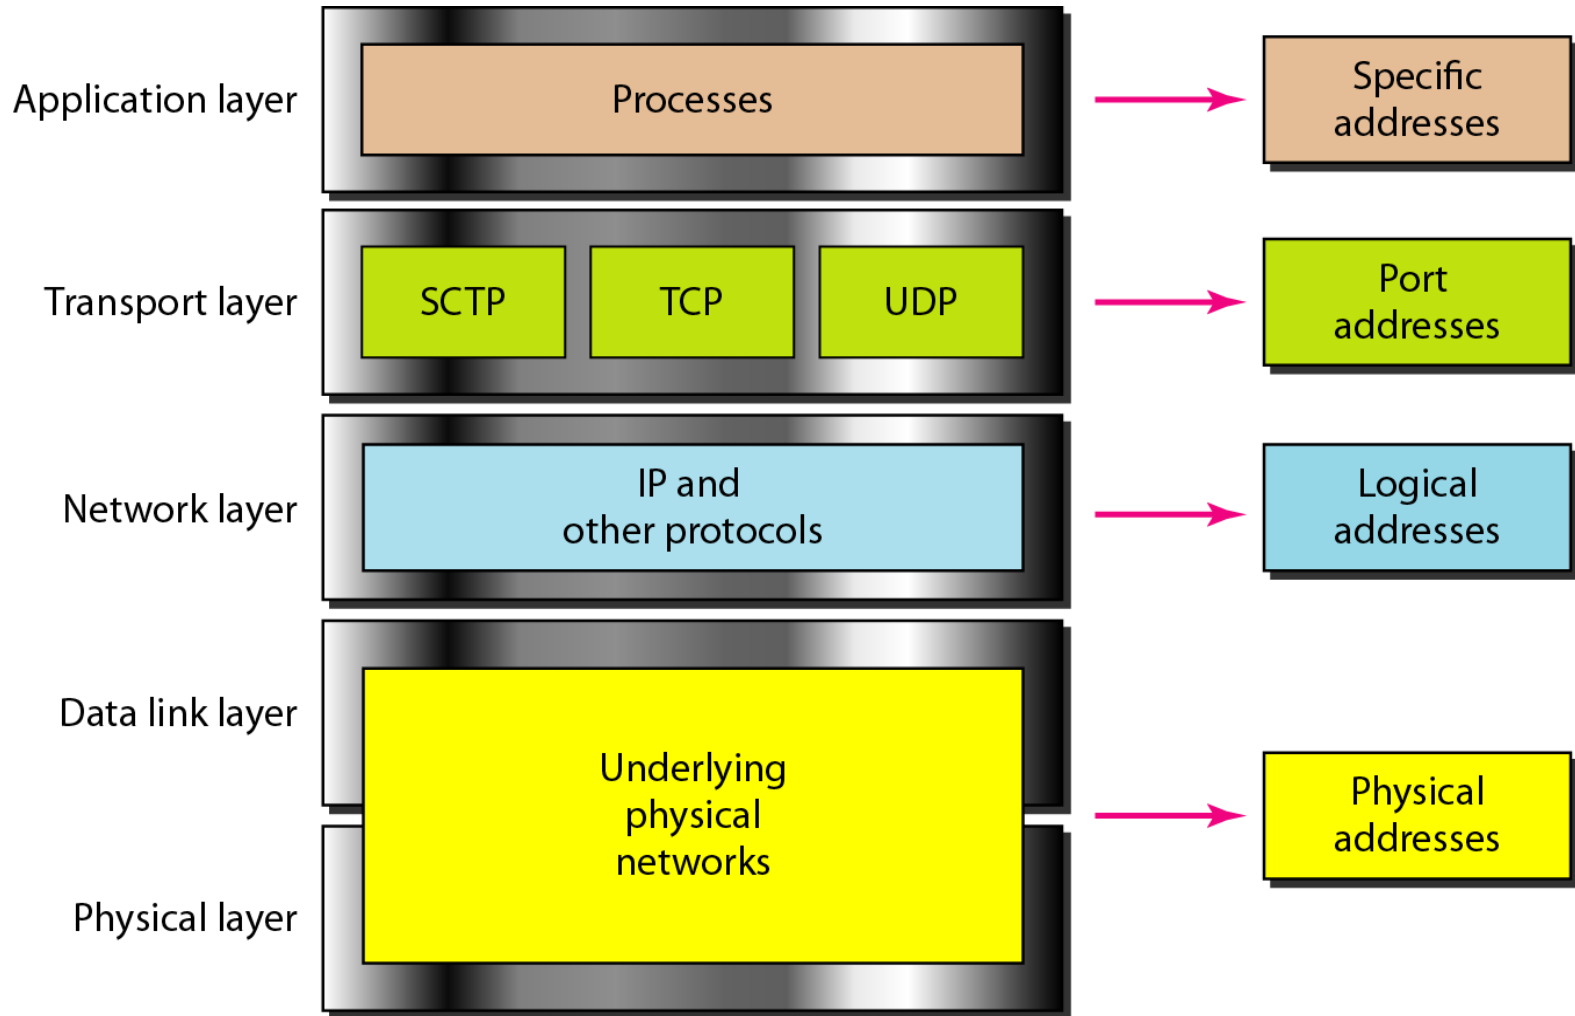 Application layer
Processes
Specific
addresses
Transport layer
SCTP
TCP
UDP
Port
addresses
Network layer
IP and
other protocols
Logical
addresses
Data link layer
Underlying
physical
networks
Physical
addresses
Physical layer